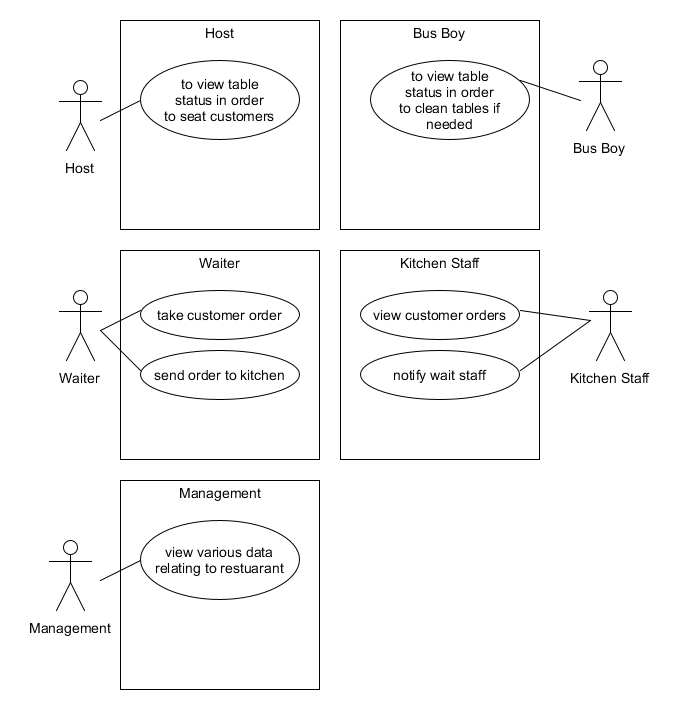 Host
to view table
status in order
to seat customers
Host
Bus Boy
to view table
status in order
to clean tables if
needed
Bus Boy
Waiter
take customer order
send order to kitchen
Waiter
Kitchen Staff
view customer orders
notify wait staff
Kitchen Staff
Management
view various data
relating to restuarant
Management